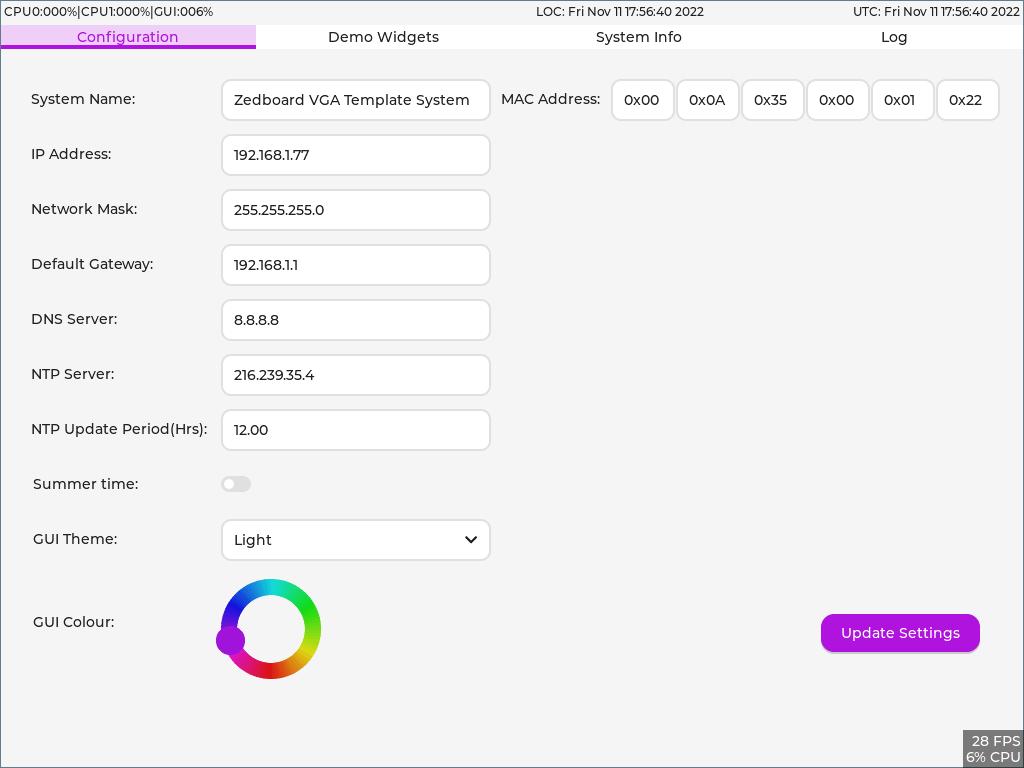 CPU0:000%|CPU1:000%|GUI:006% LOC: Fri Nov 11 17:56:40 2022 UTC: Fri Nov 11 17:56:40 2022
Configuration Demo Widgets System Info Log
System Name: Zedboard VGA Template System MAC Address: 0x00 0x0A 0x35 0x00 0x01 0x22
IP Address: 192.168.1.77
Network Mask: 255.255.255.0
Default Gateway: 192.168.1.1
DNS Server: 8.8.8.8
NTP Server: 216.239.35.4
NTP Update Period(Hrs): 12.00
Summer time:
GUI Theme: Light
GUI Colour: Update Settings
28 FPS
6% CPU